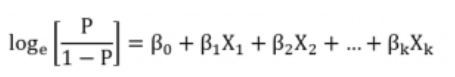 logₑ [P / 1 − P] = β₀ + β₁X₁ + β₂X₂ + ... + βₖXₖ